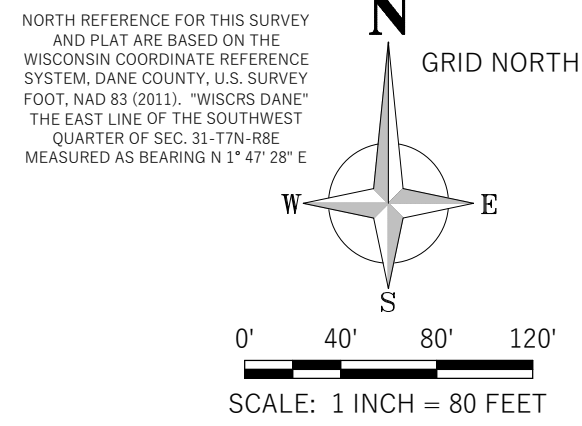 NORTH REFERENCE FOR THIS SURVEY
AND PLAT ARE BASED ON THE
WISCONSIN COORDINATE REFERENCE
SYSTEM, DANE COUNTY, U.S. SURVEY
FOOT, NAD 83 (2011).  "WISCRS DANE"
THE EAST LINE OF THE SOUTHWEST
QUARTER OF SEC. 31-T7N-R8E
MEASURED AS BEARING N 1° 47' 28" E
N
GRID NORTH
W
E
S
0' 40' 80' 120'
SCALE:  1 INCH = 80 FEET